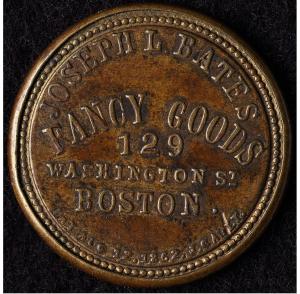 JOSEPH L. BATES
FANCY GOODS
129
WASHINGTON ST
BOSTON.